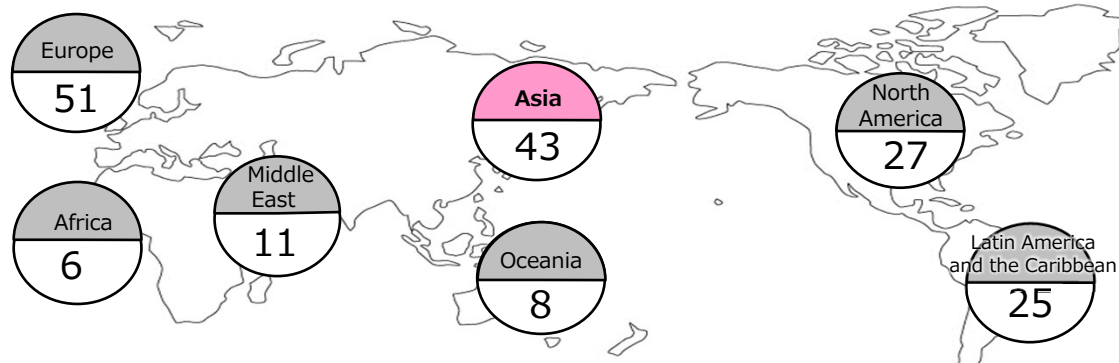 Europe
51
Asia
43
North
America
27
Middle
East
11
Africa
6
Oceania
8
Latin America
and the Caribbean
25